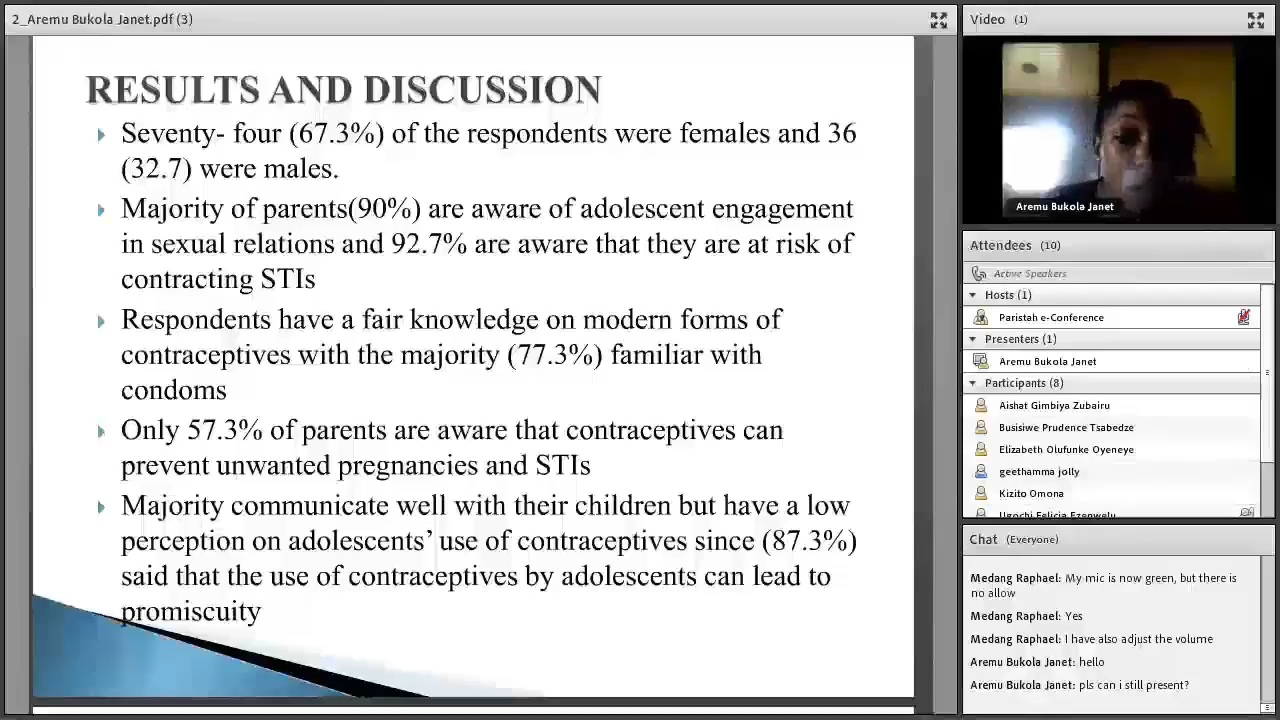 2_Aremu Bukola Janet.pdf (3)
RESULTS AND DISCUSSION
Seventy- four (67.3%) of the respondents were females and 36
(32.7) were males.
Majority of parents(90%) are aware of adolescent engagement
in sexual relations and 92.7% are aware that they are at risk of
contracting STIs
Respondents have a fair knowledge on modern forms of
contraceptives with the majority (77.3%) familiar with
condoms
Only 57.3% of parents are aware that contraceptives can
prevent unwanted pregnancies and STIs
Majority communicate well with their children but have a low
perception on adolescents’ use of contraceptives since (87.3%)
said that the use of contraceptives by adolescents can lead to
promiscuity
Video (1)
Aremu Bukola Janet
Attendees (10)
Active Speakers
Hosts (1)
Paristah e-Conference
Presenters (1)
Aremu Bukola Janet
Participants (8)
Aishat Gimbiya Zubairu
Busisiwe Prudence Tsabedze
Elizabeth Olufunke Oyeneye
geethamma jolly
Kizito Omona
Ugochi Felicia
Chat (Everyone)
Medang Raphael: My mic is now green, but there is
no allow
Medang Raphael: Yes
Medang Raphael: I have also adjust the volume
Aremu Bukola Janet: hello
Aremu Bukola Janet: pls can i still present?